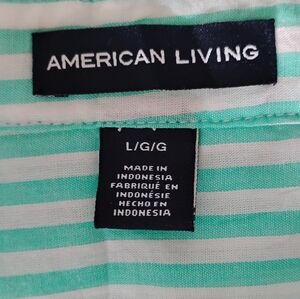 AMERICAN LIVING
L/G/G
MADE IN
INDONESIA
FABRIQUÉ EN
INDONÉSIE
HECHO EN
INDONESIA